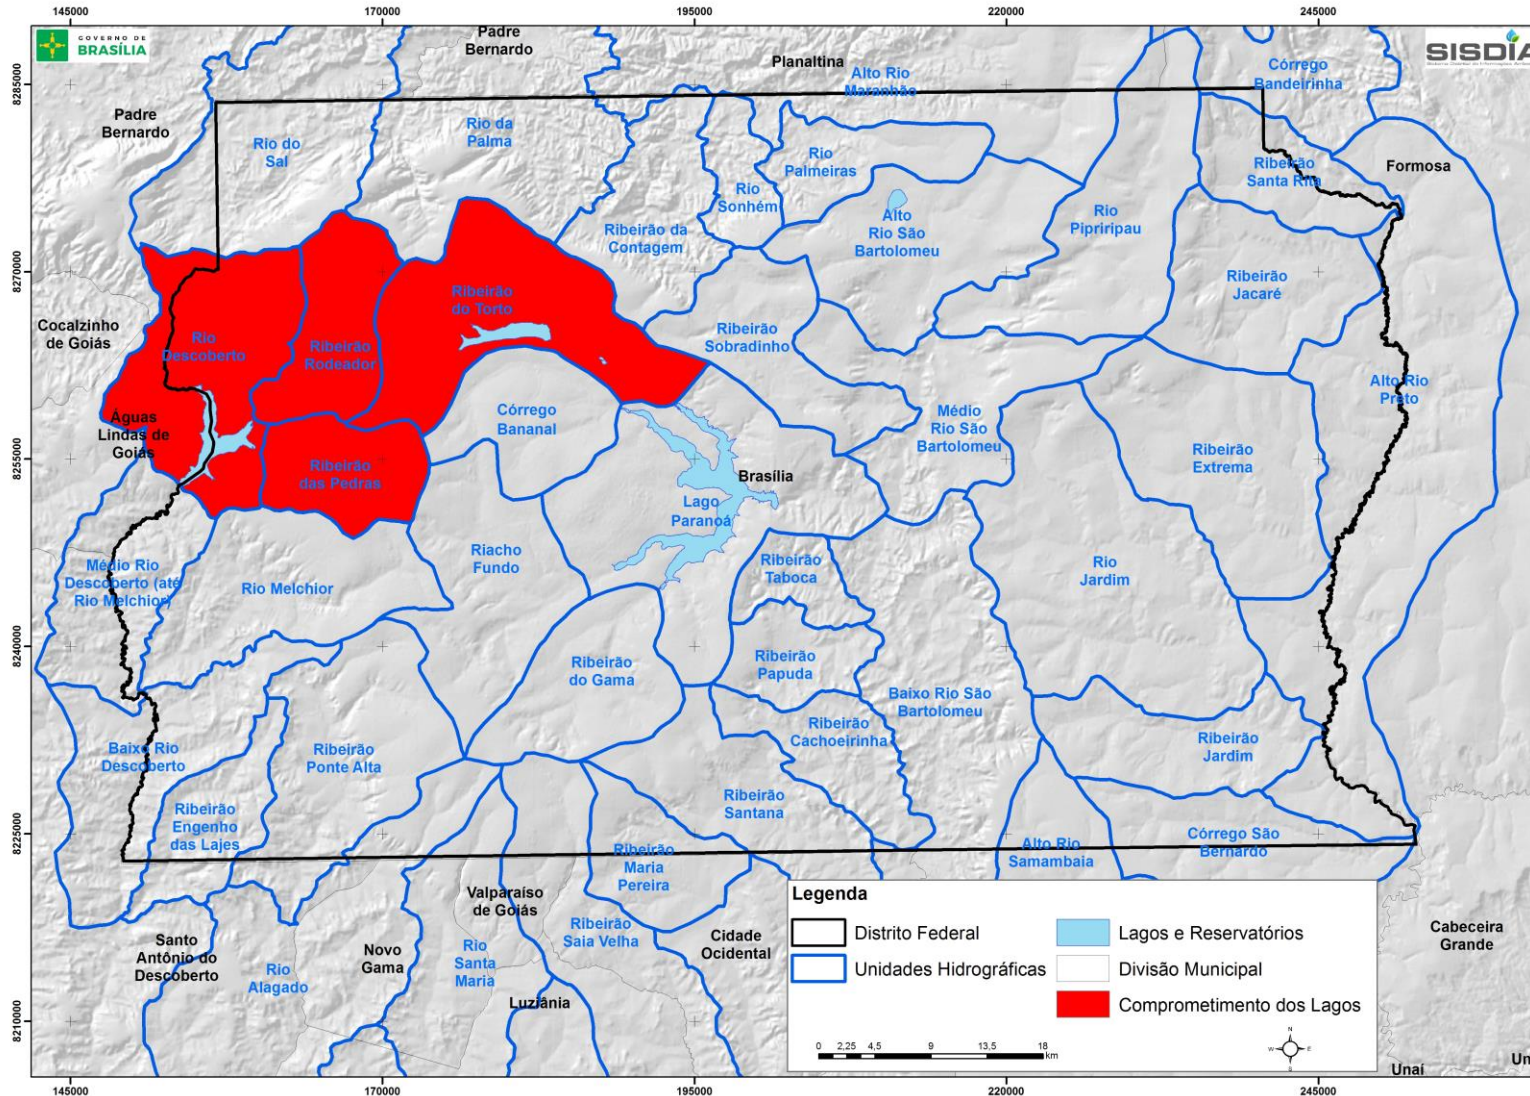 145000
170000
195000
220000
245000
GOVERNO DE
BRASÍLIA
SISDIA
Padre
Bernardo
Planaltina
Alto Rio
Maranhão
Córrego
Bandeirinha
8285000
Padre
Bernardo
Rio do
Sal
Rio da
Palma
Rio
Palmeiras
Rio
Sonhém
Ribeirão
Santa Rita
Formosa
Ribeirão da
Contagem
Alto
Rio São
Bartolomeu
Rio
Pipriripau
8270000
Ribeirão
Jacaré
Cocalzinho
de Goiás
Rio
Descoberto
Ribeirão
Rodeador
Ribeirão
do Torto
Ribeirão
Sobradinho
Alto Rio
Preto
Águas
Lindas de
Goiás
Córrego
Bananal
Médio
Rio São
Bartolomeu
Ribeirão
Extrema
8255000
Ribeirão
das Pedras
Brasília
Lago
Paranoá
Médio Rio
Descoberto (até
Rio Melchior)
Rio Melchior
Riacho
Fundo
Ribeirão
Taboca
Rio
Jardim
8240000
Ribeirão
do Gama
Ribeirão
Papuda
Baixo Rio São
Bartolomeu
Baixo Rio
Descoberto
Ribeirão
Ponte Alta
Ribeirão
Cachoeirinha
Ribeirão
Jardim
Ribeirão
Engenho
das Lajes
Ribeirão
Santana
8225000
Ribeirão
Maria
Pereira
Alto Rio
Samambaia
Córrego São
Bernardo
Santo
Antônio do
Descoberto
Rio
Alagado
Novo
Gama
Valparaíso
de Goiás
Rio
Santa
Maria
Ribeirão
Saia Velha
Cidade
Ocidental
Luziânia
Cabeceira
Grande
8210000
Legenda
Distrito Federal
Lagos e Reservatórios
Unidades Hidrográficas
Divisão Municipal
Comprometimento dos Lagos
0 2,25 4,5 9 13,5 18
km
N
W E
S
Unaí
Un
145000
170000
195000
220000
245000